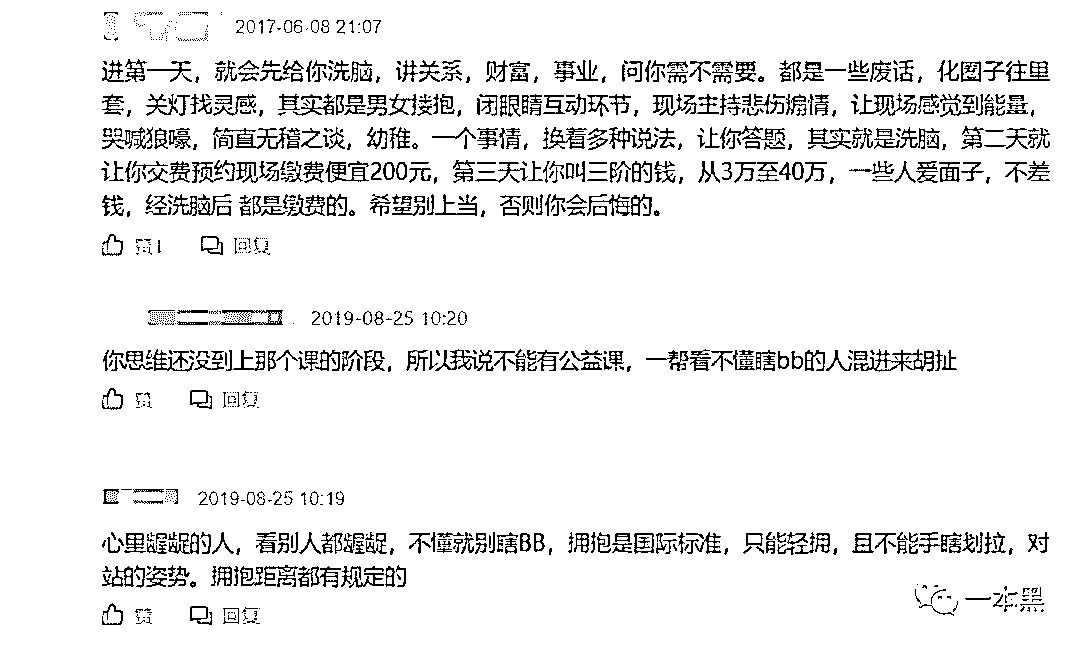 2017-06-08 21:07
进第一天，就会先给你洗脑，讲关系，财富，事业，问你需不需要。都是一些废话，化圈子往里
套，关灯找灵感，其实都是男女搂抱，闭眼睛互动环节，现场主持悲伤煽情，让现场感觉到能量，
哭喊狼嚎，简直无稽之谈，幼稚。一个事情，换着多种说法，让你答题，其实就是洗脑，第二天就
让你交费预约现场缴费便宜200元，第三天让你叫三阶的钱，从3万至40万，一些人爱面子，不差
钱，经洗脑后 都是缴费的。希望别上当，否则你会后悔的。
赞1 回复
2019-08-25 10:20
你思维还没到上那个课的阶段，所以我说不能有公益课，一帮看不懂瞎bb的人混进来胡扯
赞 回复
2019-08-25 10:19
心里龌龊的人，看别人都龌龊，不懂就别瞎BB，拥抱是国际标准，只能轻拥，且不能手瞎划拉，对
站的姿势。拥抱距离都有规定的
赞 回复
一本黑